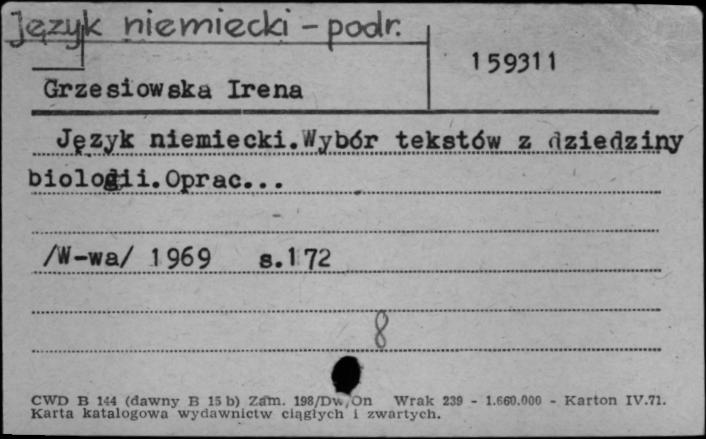 Język niemiecki - podr.
159311
Grzesiowska Irena
Język niemiecki.Wybór tekstów z dziedziny
biologii.Oprac...
/W-wa/ 1969 s.172
8
CWD B 144 (dawny B 15 b) Zam. 198/Dw/On Wrak 239 - 1.660.000 - Karton IV.71.
Karta katalogowa wydawnictw ciągłych i zwartych.